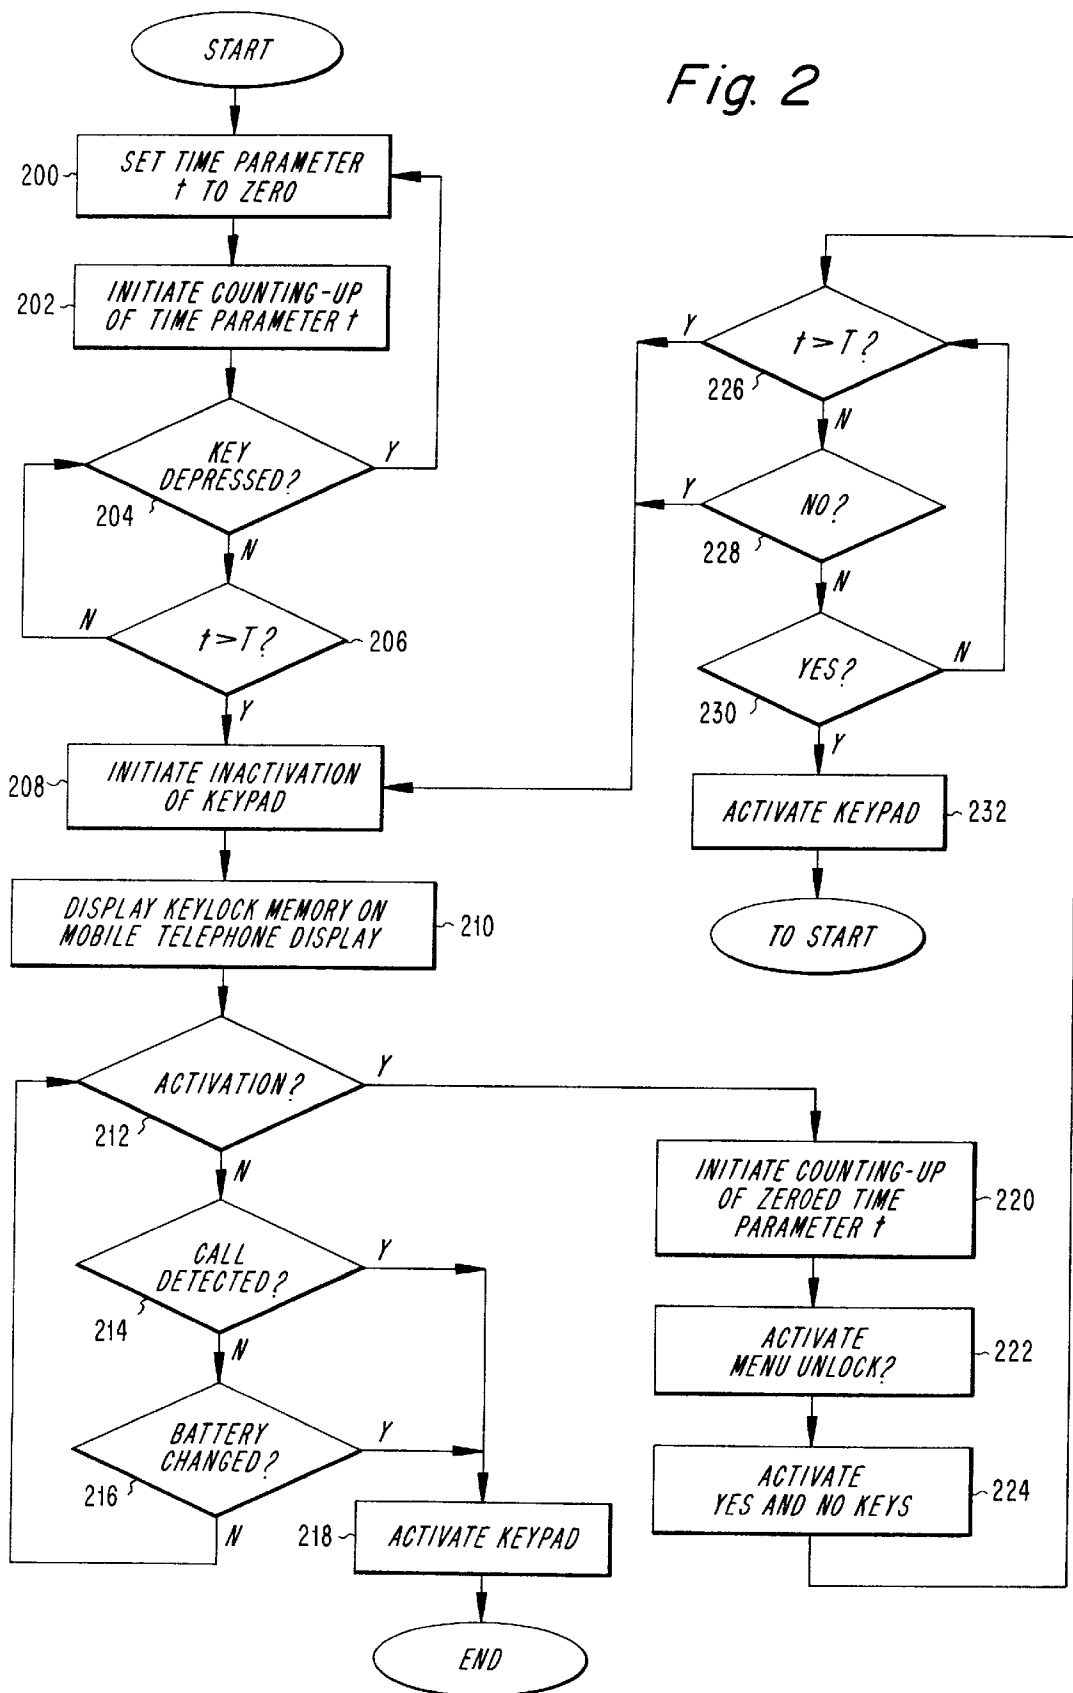 START
Fig. 2
200
SET TIME PARAMETER
t TO ZERO
202
INITIATE COUNTING-UP
OF TIME PARAMETER t
KEY
DEPRESSED?
Y
204
N
N
t > T?
206
Y
208
INITIATE INACTIVATION
OF KEYPAD
DISPLAY KEYLOCK MEMORY ON
MOBILE TELEPHONE DISPLAY
210
ACTIVATION?
Y
212
N
CALL
DETECTED?
Y
214
N
BATTERY
CHANGED?
Y
216
N
218
ACTIVATE KEYPAD
END
INITIATE COUNTING-UP
OF ZEROED TIME
PARAMETER t
220
ACTIVATE
MENU UNLOCK?
222
ACTIVATE
YES AND NO KEYS
224
Y
t > T?
226
N
Y
NO?
228
N
YES?
N
230
Y
ACTIVATE KEYPAD
232
TO START